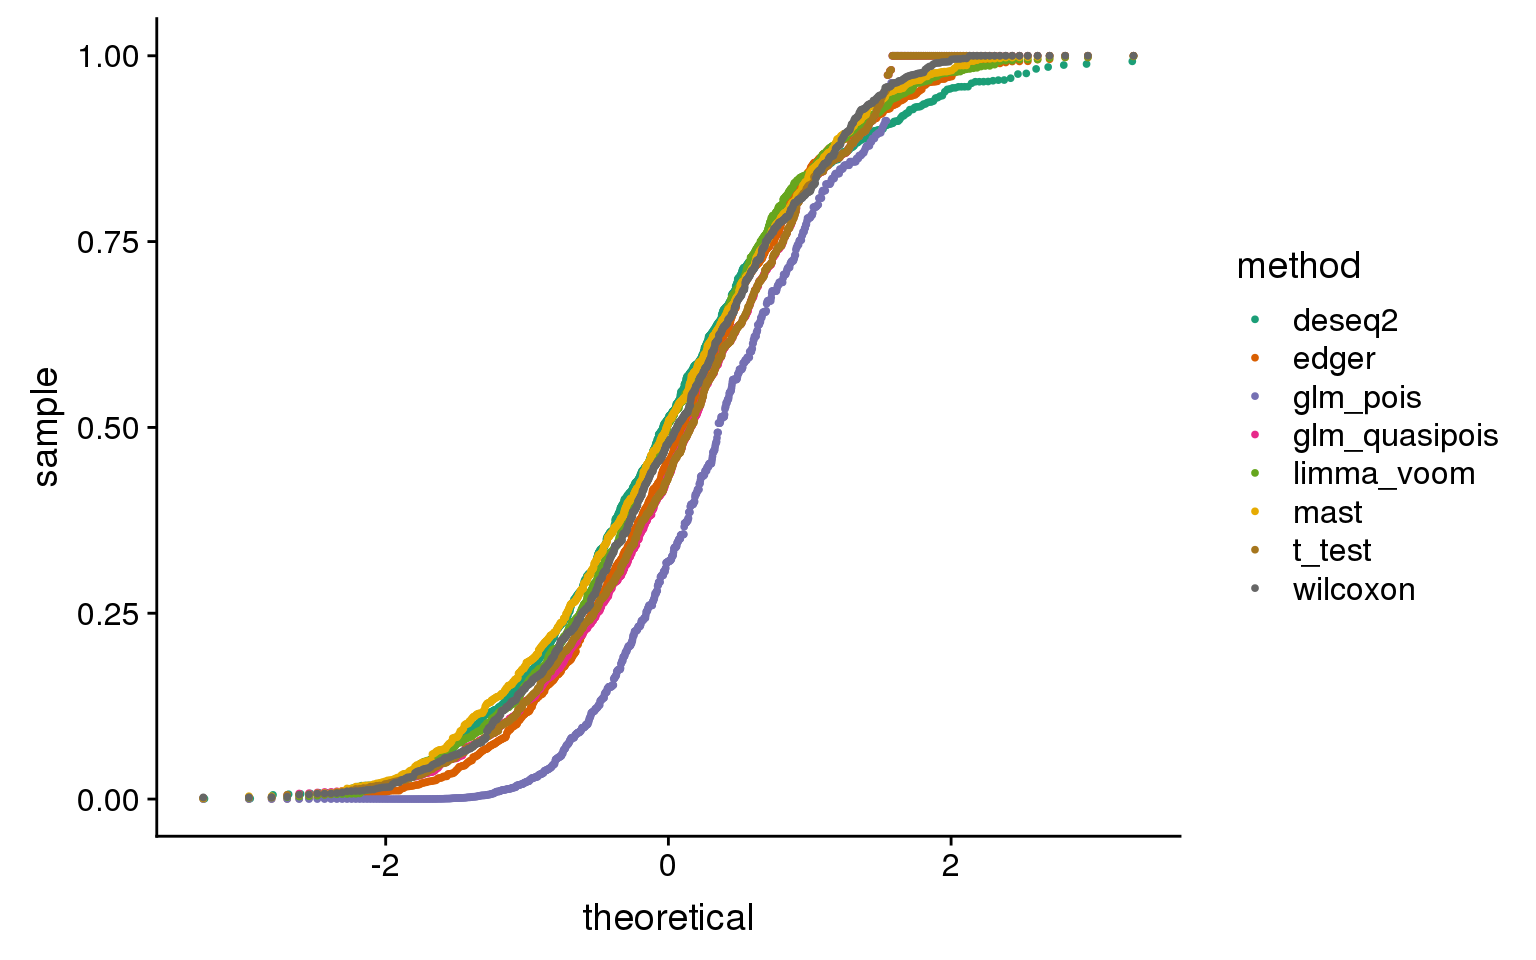 1.00
0.75
0.50
0.25
0.00
sample
-2
0
2
theoretical
method
deseq2
edger
glm_pois
glm_quasipois
limma_voom
mast
t_test
wilcoxon